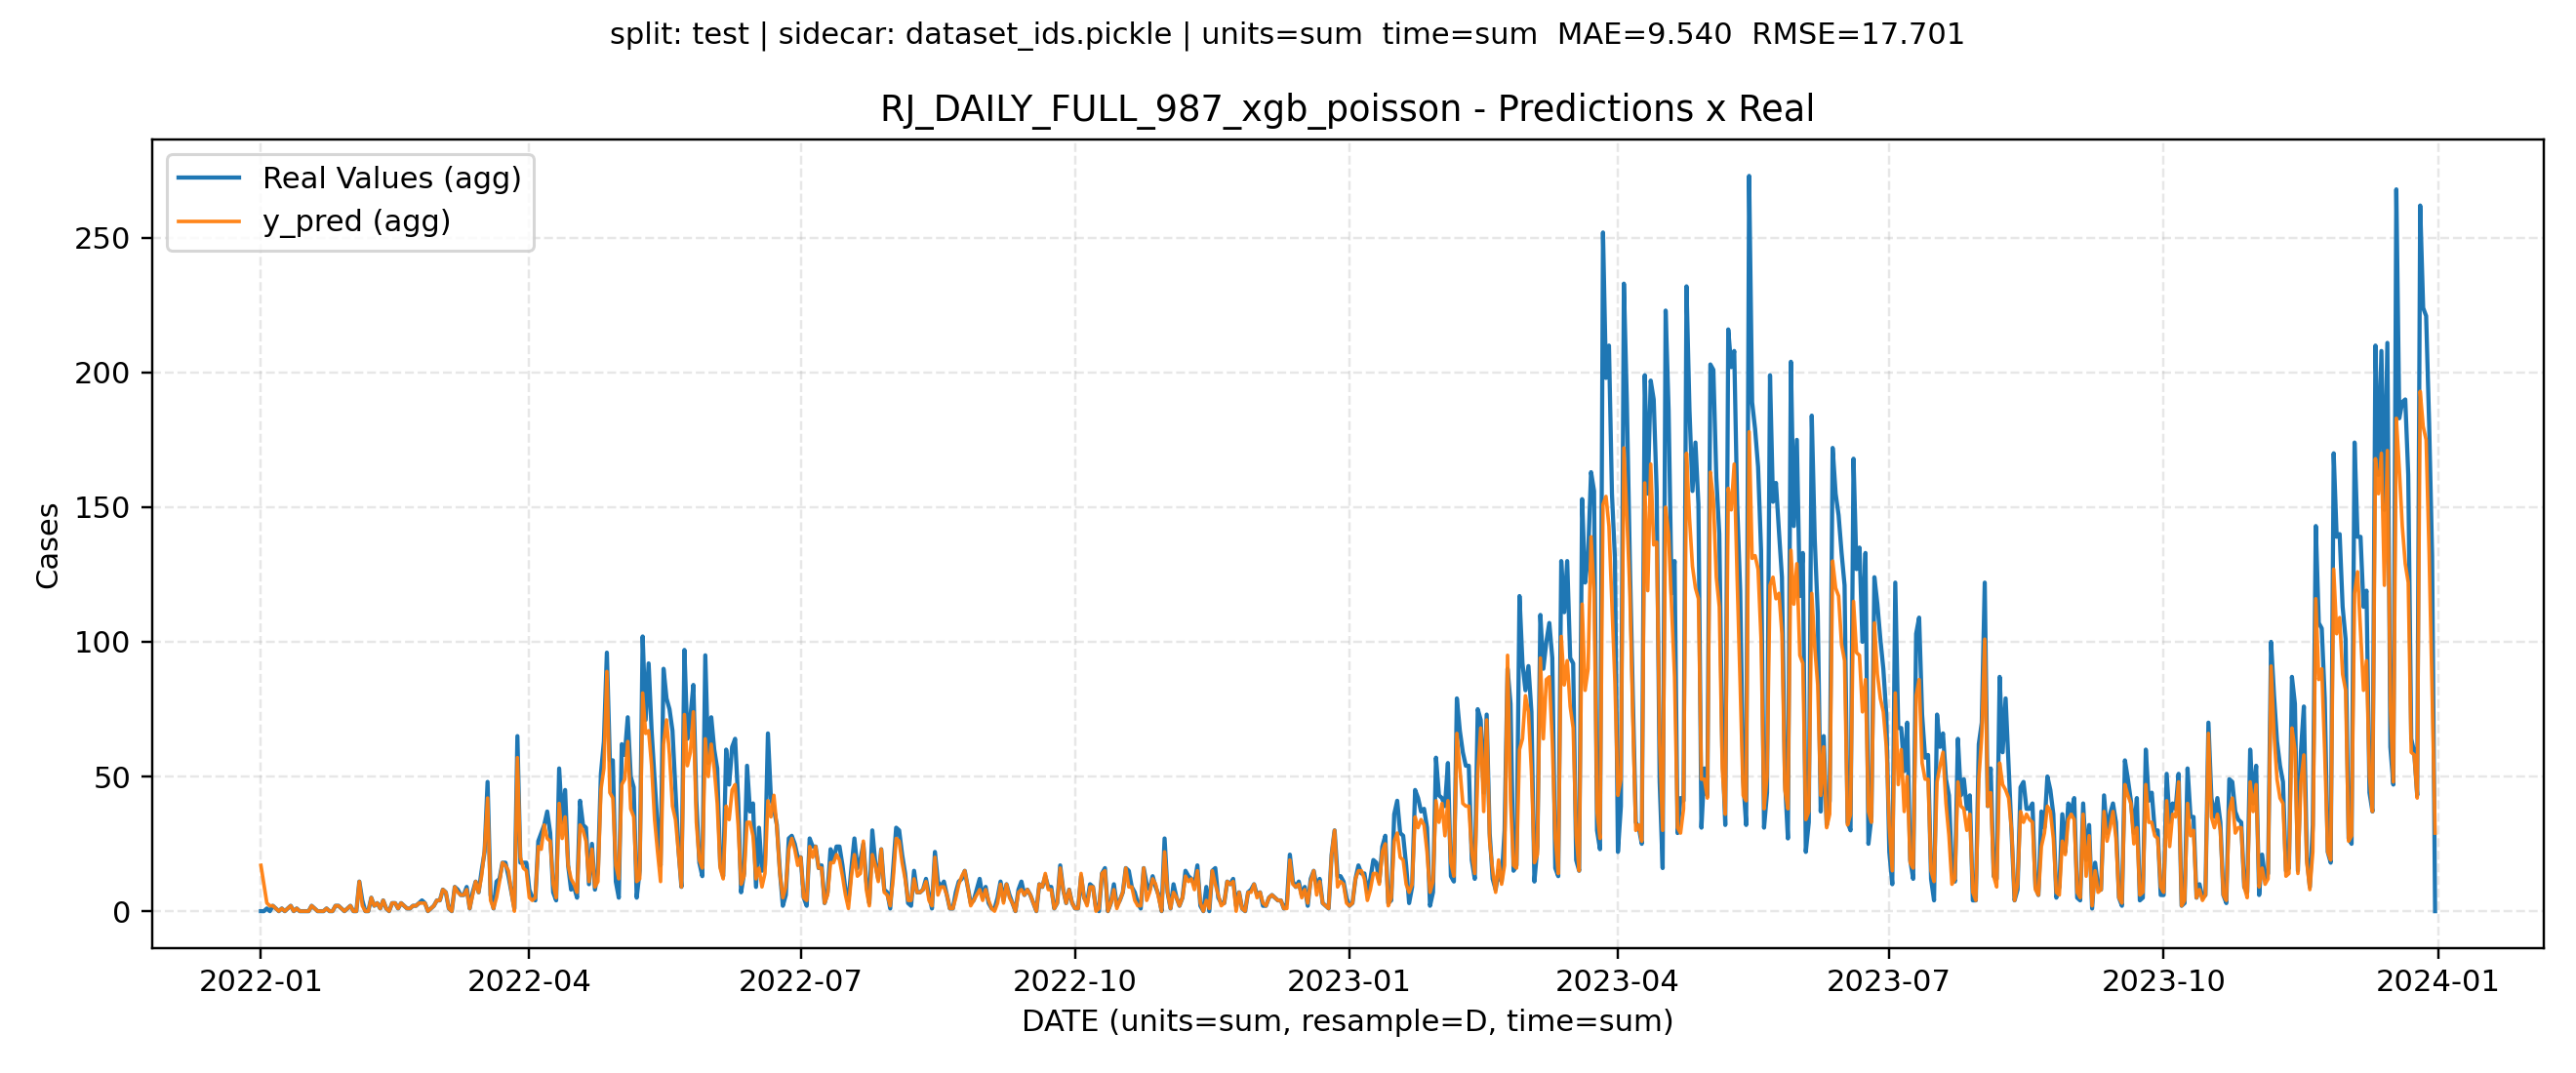 split: test | sidecar: dataset_ids.pickle | units=sum  time=sum  MAE=9.540  RMSE=17.701
RJ_DAILY_FULL_987_xgb_poisson - Predictions x Real
Real Values (agg)
y_pred (agg)
Cases
250
200
150
100
50
0
2022-01 2022-04 2022-07 2022-10 2023-01 2023-04 2023-07 2023-10 2024-01
DATE (units=sum, resample=D, time=sum)